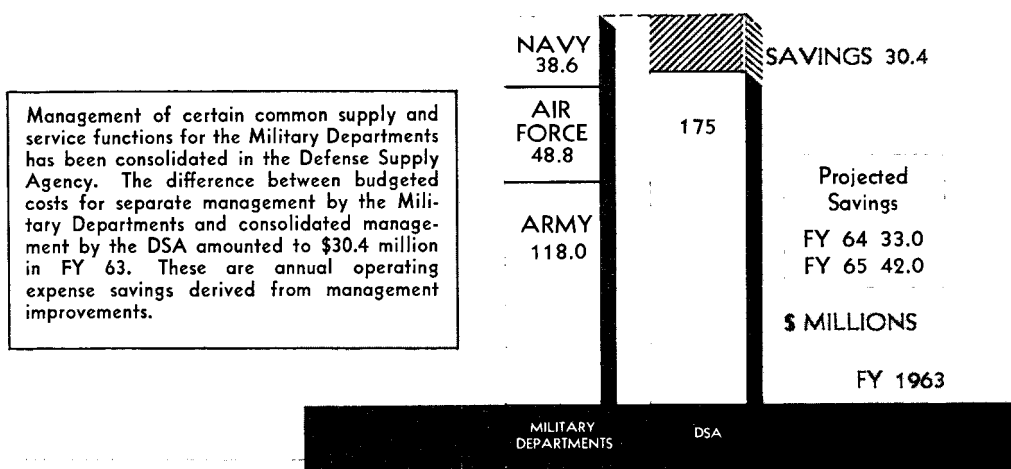 Management of certain common supply and
service functions for the Military Departments
has been consolidated in the Defense Supply
Agency. The difference between budgeted
costs for separate management by the Mili-
tary Departments and consolidated manage-
ment by the DSA amounted to $30.4 million
in FY 63. These are annual operating
expense savings derived from management
improvements.
NAVY
38.6
AIR
FORCE
48.8
ARMY
118.0
SAVINGS 30.4
175
Projected
Savings
FY 64 33.0
FY 65 42.0
$ MILLIONS
FY 1963
MILITARY
DEPARTMENTS
DSA